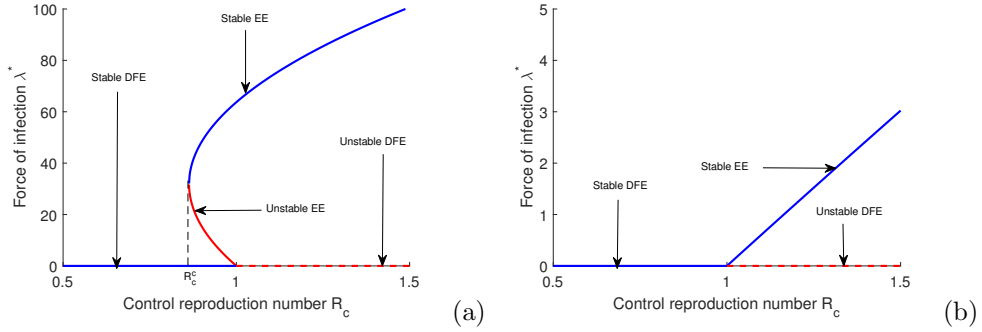 100
80
60
40
20
0
Force of infection λ*
Stable EE
Stable DFE
Unstable DFE
Unstable EE
R_c^c
0.5
1
1.5
Control reproduction number R_c
(a)
5
4
3
2
1
0
Force of infection λ*
Stable EE
Stable DFE
Unstable DFE
0.5
1
1.5
Control reproduction number R_c
(b)